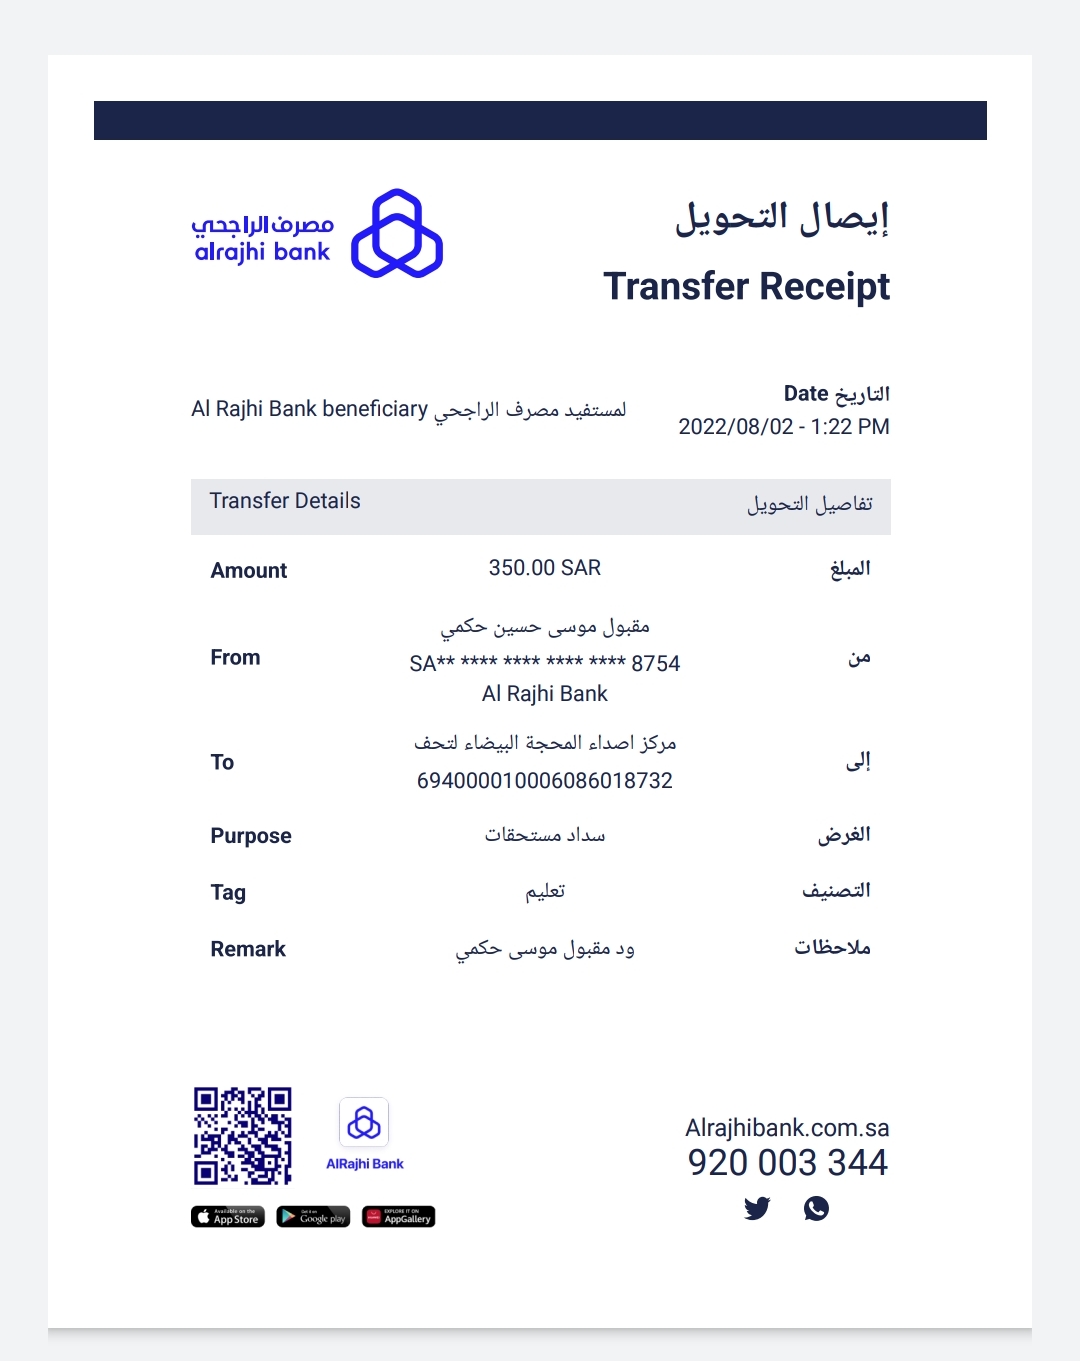 مصرف الراجحي
alrajhi bank
إيصال التحويل
Transfer Receipt
Date التاريخ
2022/08/02 - 1:22 PM
Al Rajhi Bank beneficiary لمستفيد مصرف الراجحي
Transfer Details تفاصيل التحويل
Amount 350.00 SAR المبلغ
مقبول موسى حسين حكمي
From SA** **** **** **** **** 8754 من
Al Rajhi Bank
مركز اصداء المحجة البيضاء لتحف
To 694000010006086018732 إلى
Purpose سداد مستحقات الغرض
Tag تعليم التصنيف
Remark ود مقبول موسى حكمي ملاحظات
AlRajhi Bank
Available on the App Store
Get it on Google play
EXPLORE IT ON AppGallery
Alrajhibank.com.sa
920 003 344